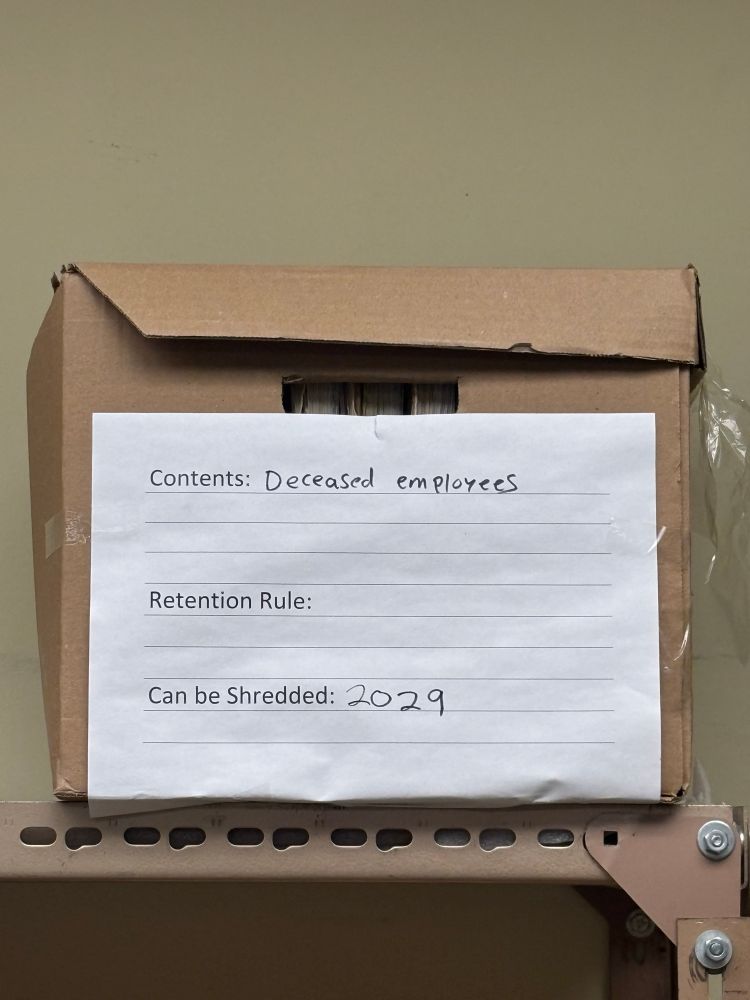 Contents: Deceased employees
Retention Rule:
Can be Shredded: 2029